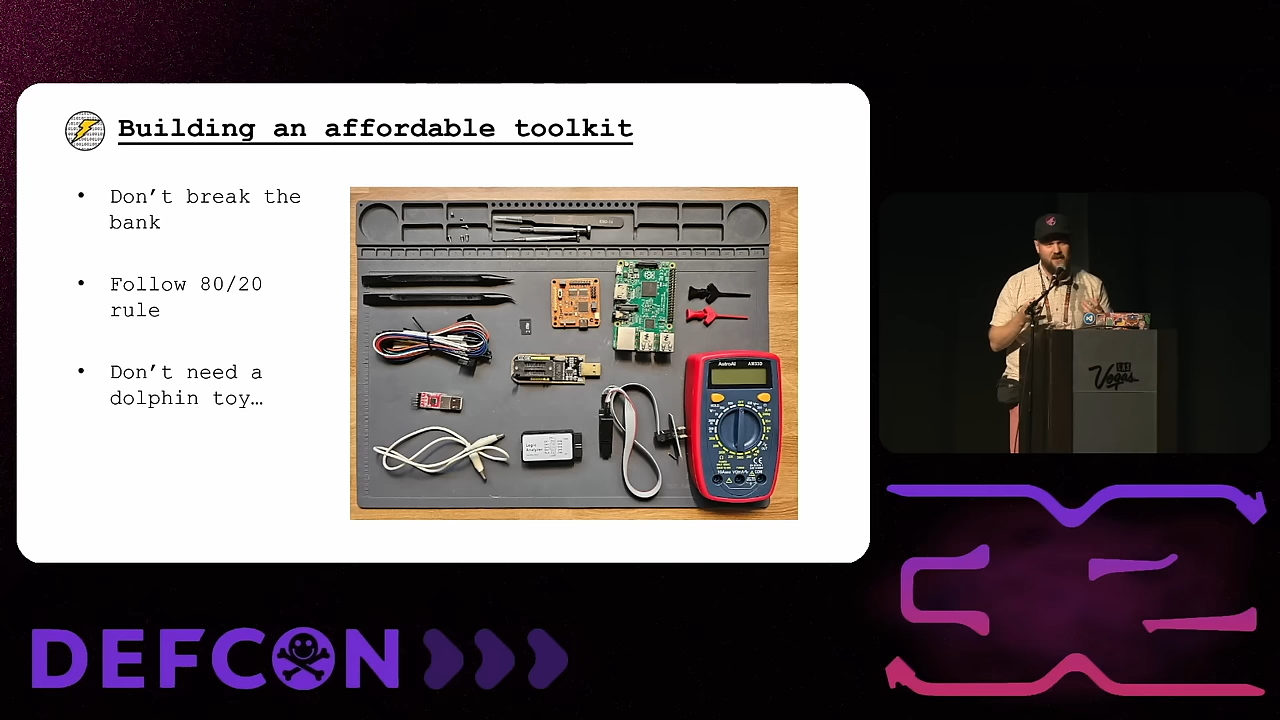 Building an affordable toolkit
• Don't break the
bank
• Follow 80/20
rule
• Don't need a
dolphin toy…
AstroAI
AM33D
Logic
Analyzer
LAS
Vegas
DEFCON